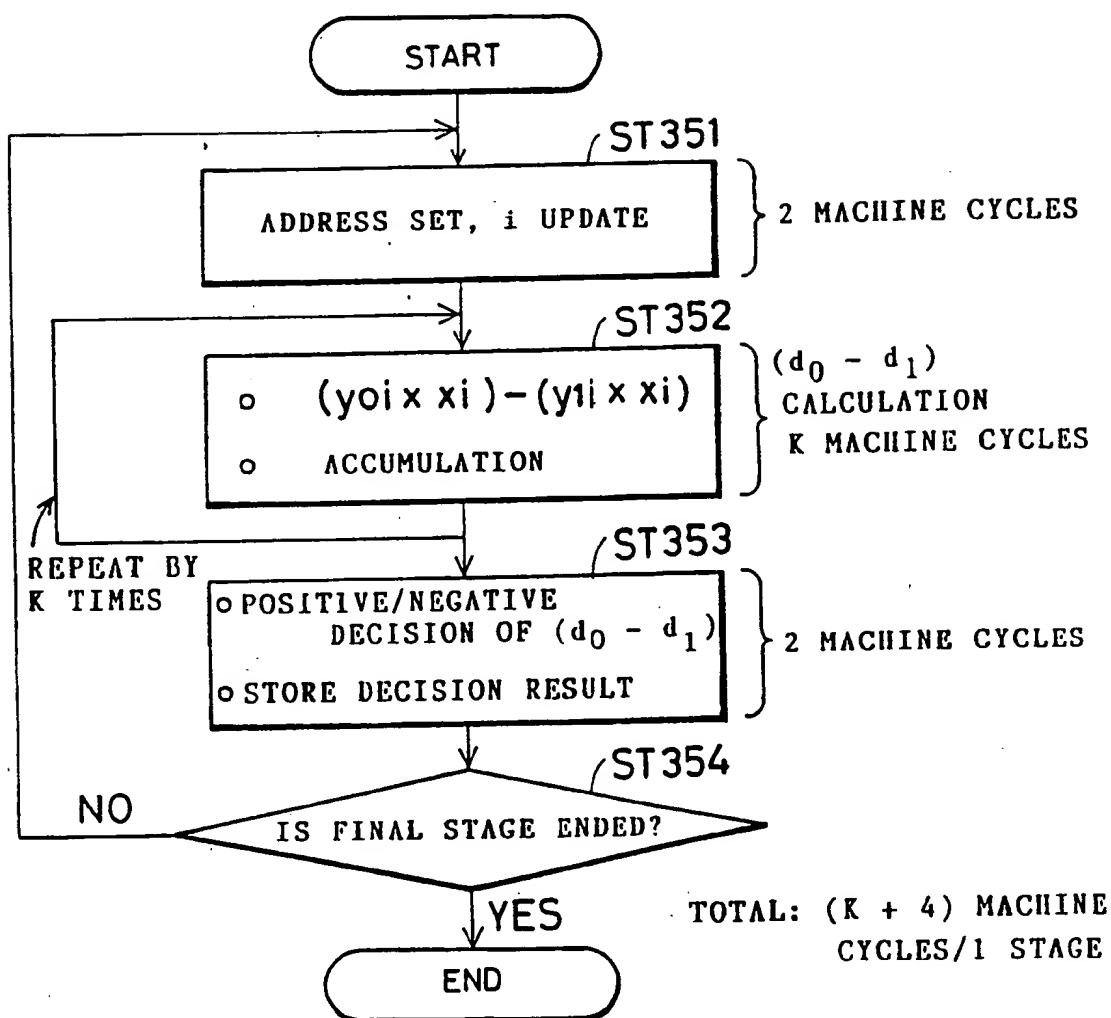 START
ST351
ADDRESS SET, i UPDATE
2 MACHINE CYCLES
ST352
(y0i x xi) - (y1i x xi)
ACCUMULATION
(d0 - d1)
CALCULATION
K MACHINE CYCLES
REPEAT BY
K TIMES
ST353
POSITIVE/NEGATIVE
DECISION OF (d0 - d1)
STORE DECISION RESULT
2 MACHINE CYCLES
ST354
NO
IS FINAL STAGE ENDED?
YES
TOTAL: (K + 4) MACHINE
CYCLES/1 STAGE
END